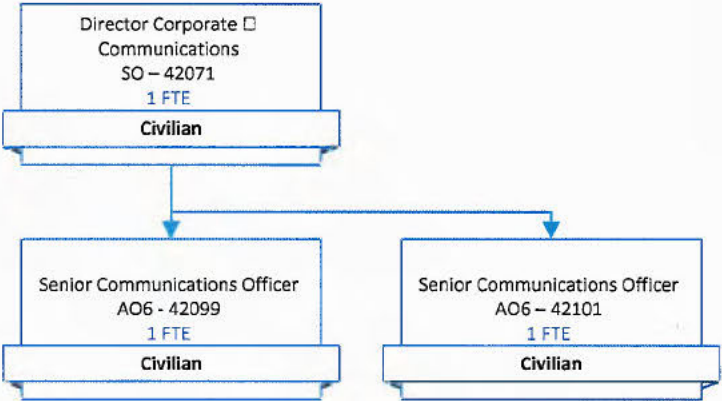 Director Corporate □
Communications
SO – 42071
1 FTE
Civilian
Senior Communications Officer
AO6 - 42099
1 FTE
Civilian
Senior Communications Officer
AO6 – 42101
1 FTE
Civilian